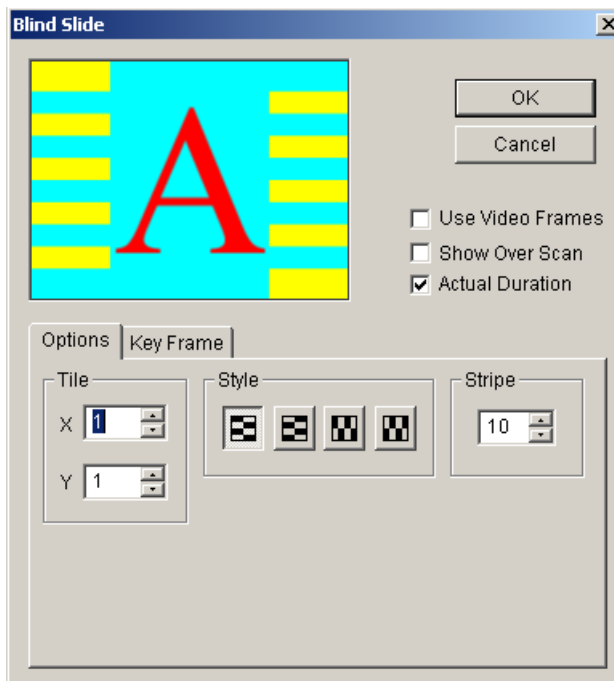 Blind Slide
A
OK
Cancel
Use Video Frames
Show Over Scan
Actual Duration
Options Key Frame
Tile Style Stripe
X 1 10
Y 1